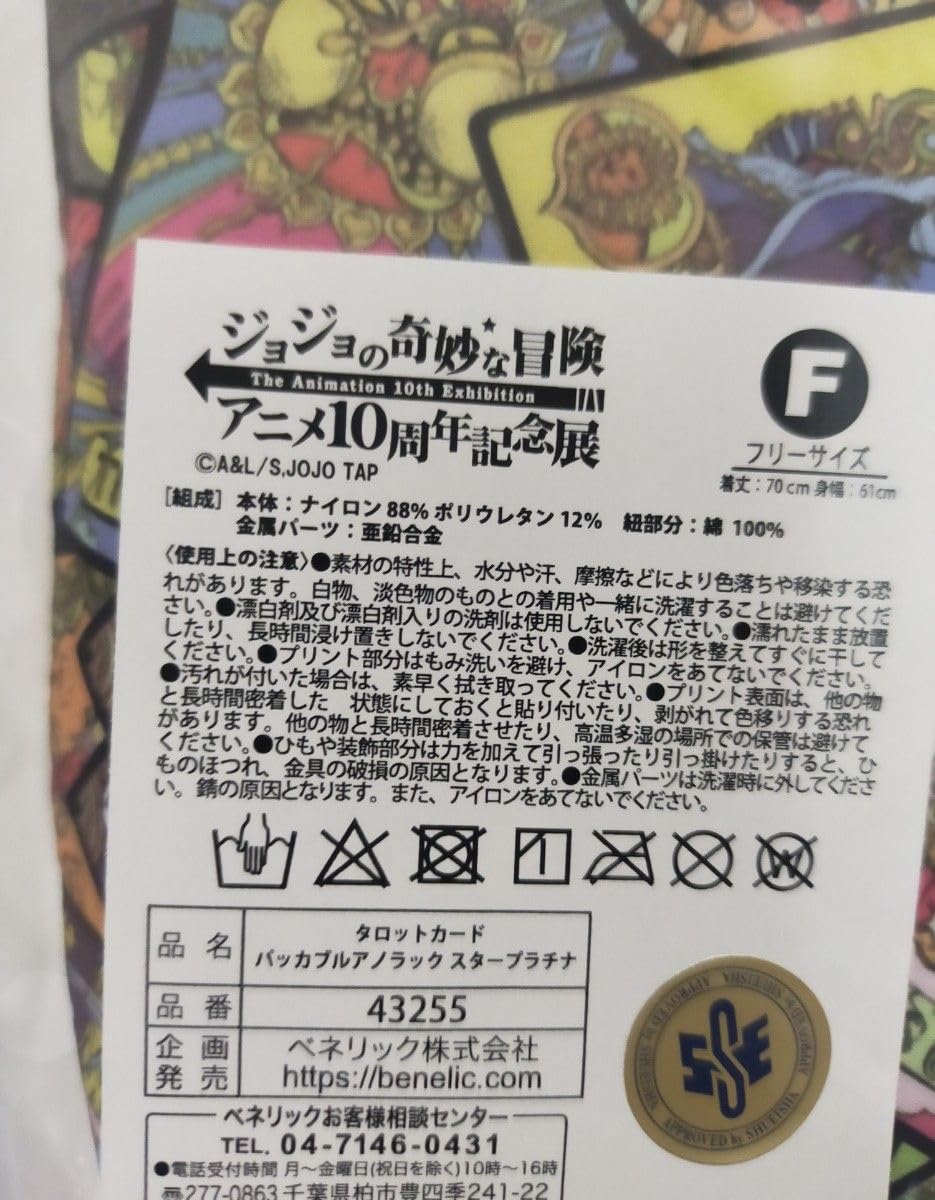 ジョジョの奇妙な冒険
The Animation 10th Exhibition
アニメ10周年記念展
©A&L/S,JOJO TAP
F
フリーサイズ
着丈：70cm 身幅：61cm
[組成] 本体：ナイロン 88% ポリウレタン 12% 紐部分：綿 100%
金属パーツ：亜鉛合金
〈使用上の注意〉●素材の特性上、水分や汗、摩擦などにより色落ちや移染する恐
れがあります。白物、淡色物のものとの着用や一緒に洗濯することは避けてくだ
さい。●漂白剤及び漂白剤入りの洗剤は使用しないでください。●濡れたまま放置
したり、長時間浸け置きしないでください。●洗濯後は形を整えてすぐに干して
ください。●プリント部分はもみ洗いを避け、アイロンをあてないでください。
●汚れが付いた場合は、素早く拭き取ってください。●プリント表面は、他の物
と長時間密着した 状態にしておくと貼り付いたり、剥がれて色移りする恐れ
があります。他の物と長時間密着させたり、高温多湿の場所での保管は避けて
ください。●ひもや装飾部分は力を加えて引っ張ったり引っ掛けたりすると、ひ
ものほつれ、金具の破損の原因となります。●金属パーツは洗濯時に外してくださ
い。錆の原因となります。また、アイロンをあてないでください。
W
品名
タロットカード
パッカブルアノラック スタープラチナ
品番
43255
企画
発売
ベネリック株式会社
https://benelic.com
ベネリックお客様相談センター
TEL. 04-7146-0431
●電話受付時間 月～金曜日(祝日を除く)10時～16時
277-0863 千葉県柏市豊四季241-22
APPROVED by SHUEISHA